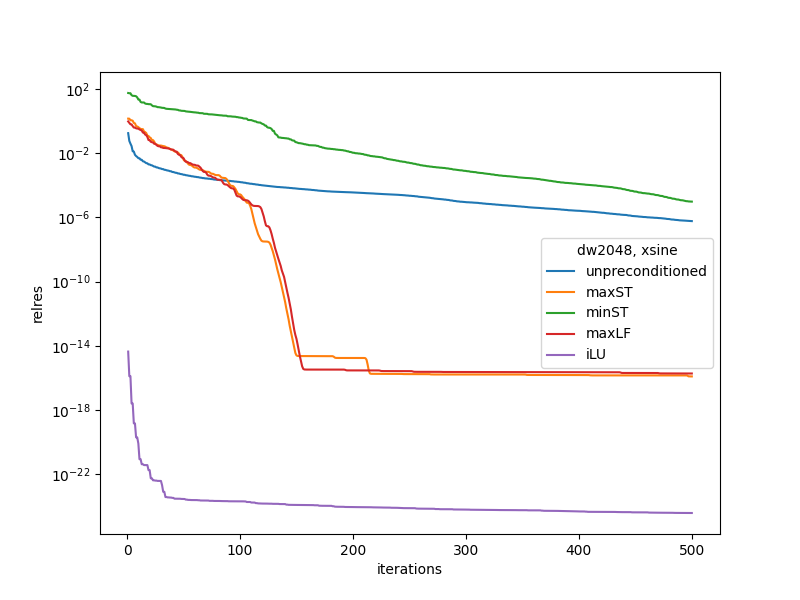 10^2
10^-2
10^-6
10^-10
10^-14
10^-18
10^-22
relres
dw2048, xsine
unpreconditioned
maxST
minST
maxLF
iLU
0 100 200 300 400 500
iterations